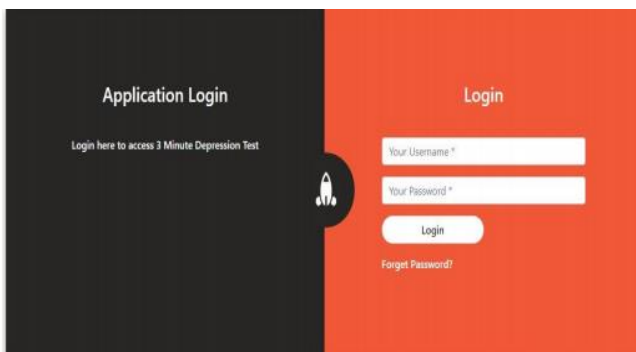 Application Login
Login here to access 3 Minute Depression Test
Login
Your Username *
Your Password *
Login
Forget Password?